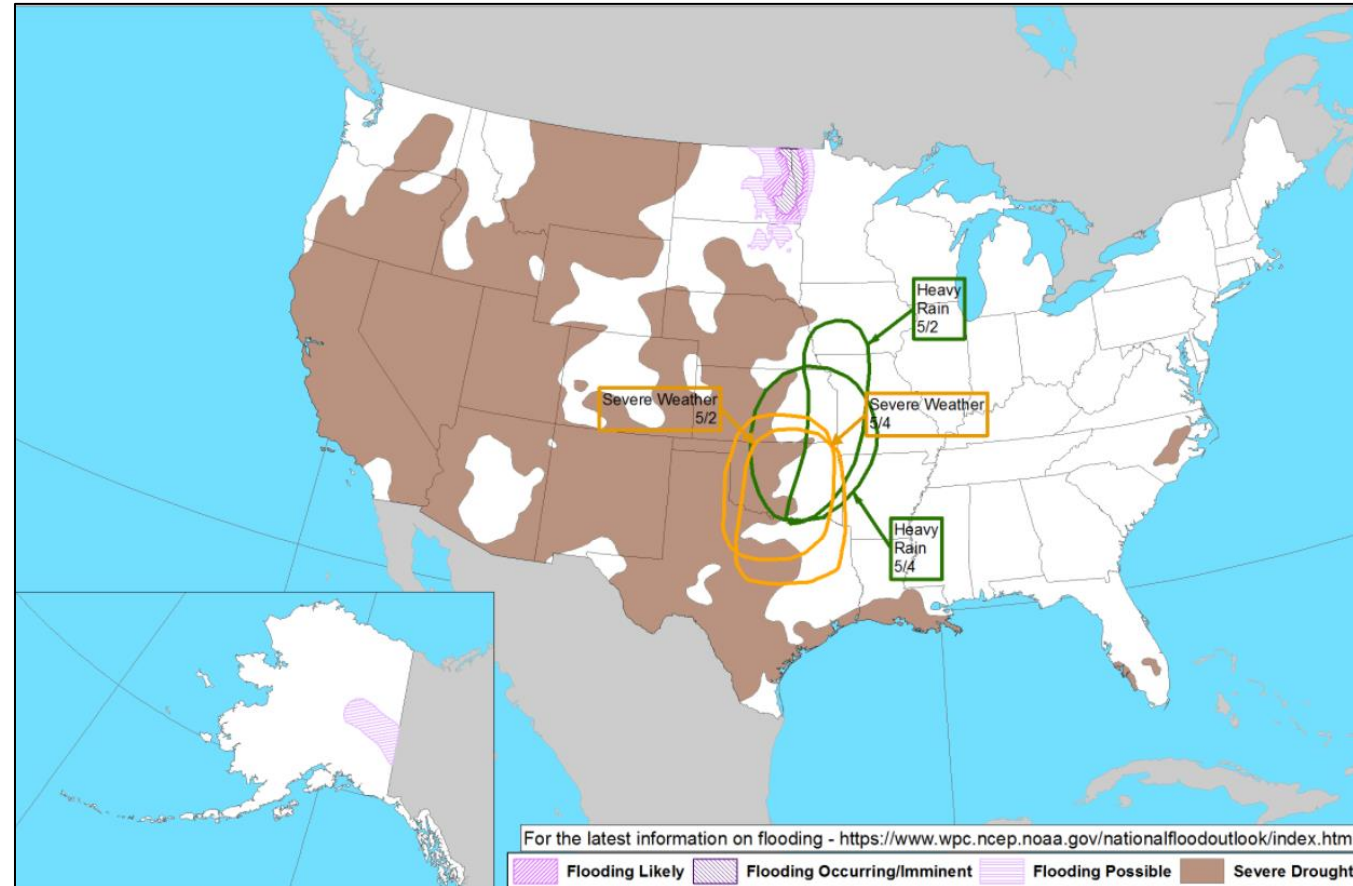 Heavy
Rain
5/2
Severe Weather
5/2
Severe Weather
5/4
Heavy
Rain
5/4
For the latest information on flooding - https://www.wpc.ncep.noaa.gov/nationalfloodoutlook/index.htm
Flooding Likely Flooding Occurring/Imminent Flooding Possible Severe Drought